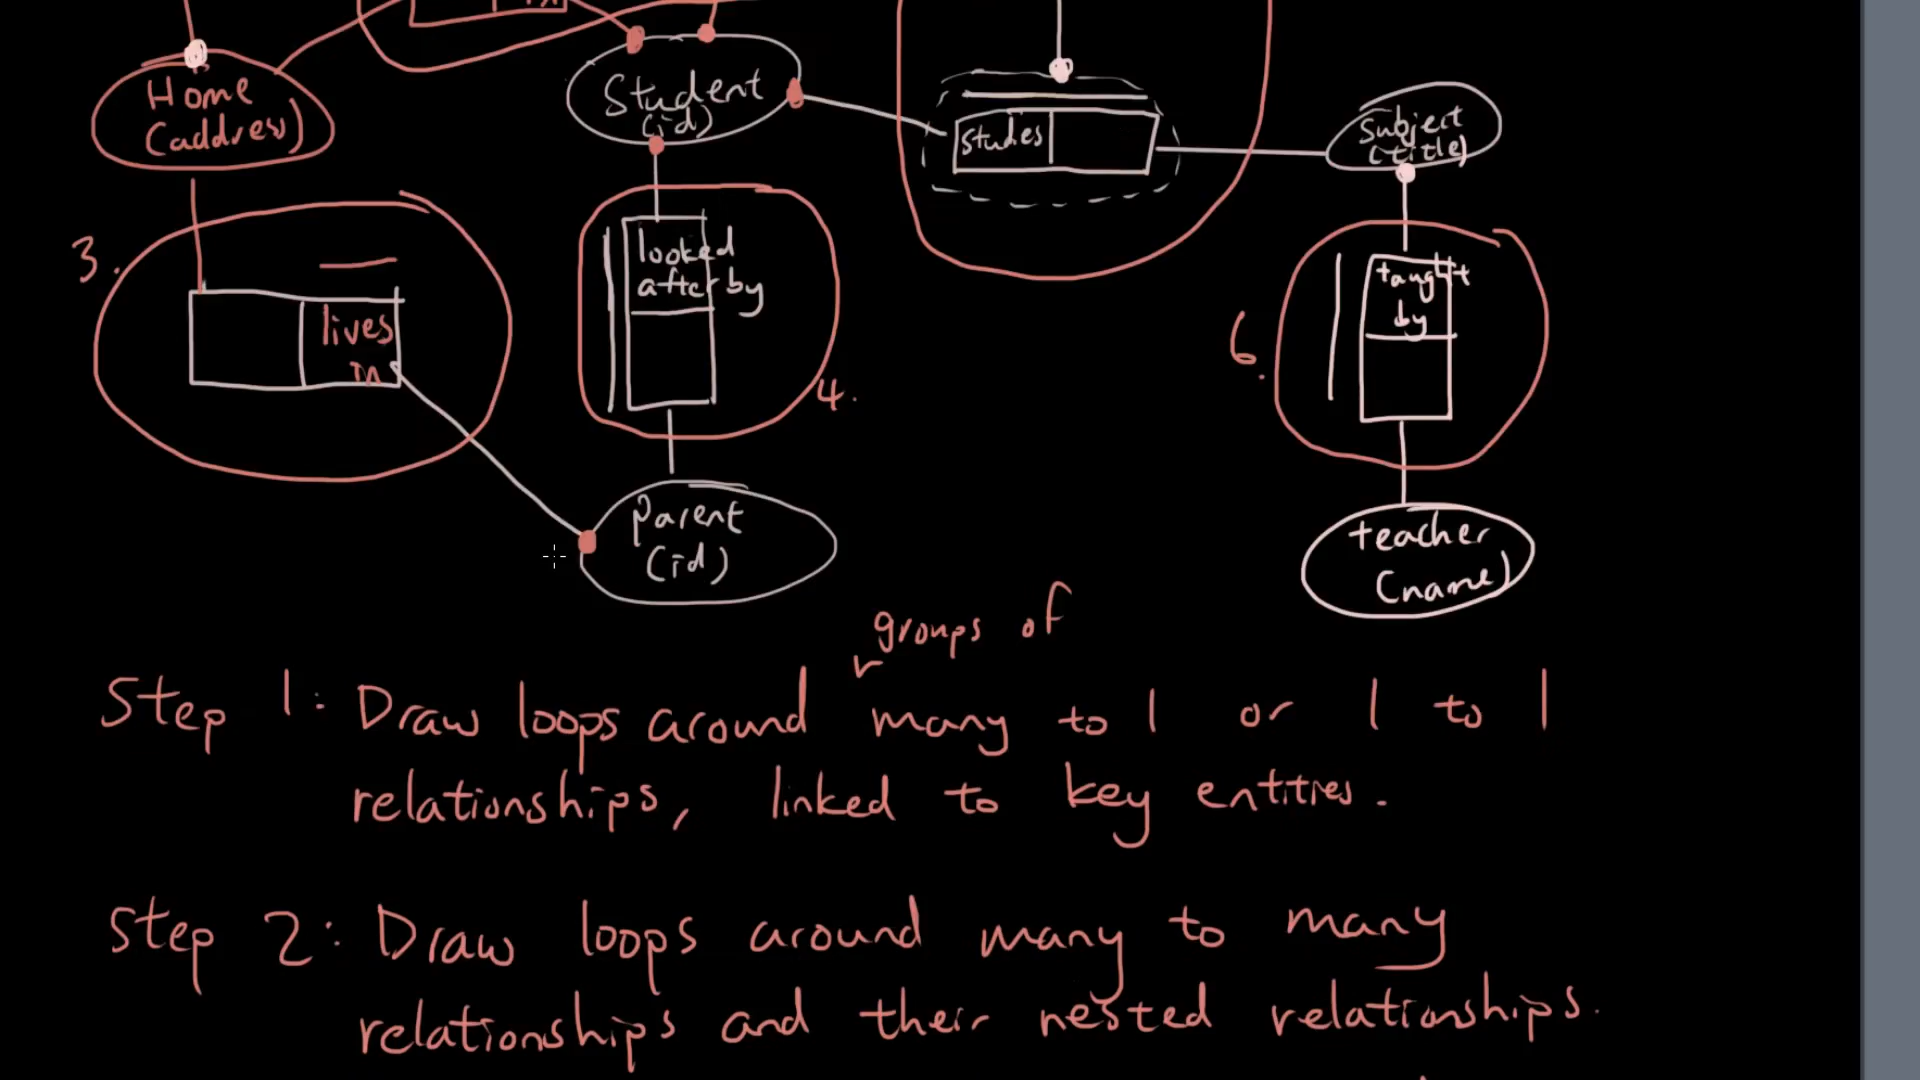 Home
(address)
Student
(id)
studies
Subject
(title)
3.
lives
in
looked
after by
4.
taught
by
6.
Parent
(id)
teacher
(name)
groups of
Step 1: Draw loops around many to 1 or 1 to 1
relationships, linked to key entities.
Step 2: Draw loops around many to many
relationships and their nested relationships.